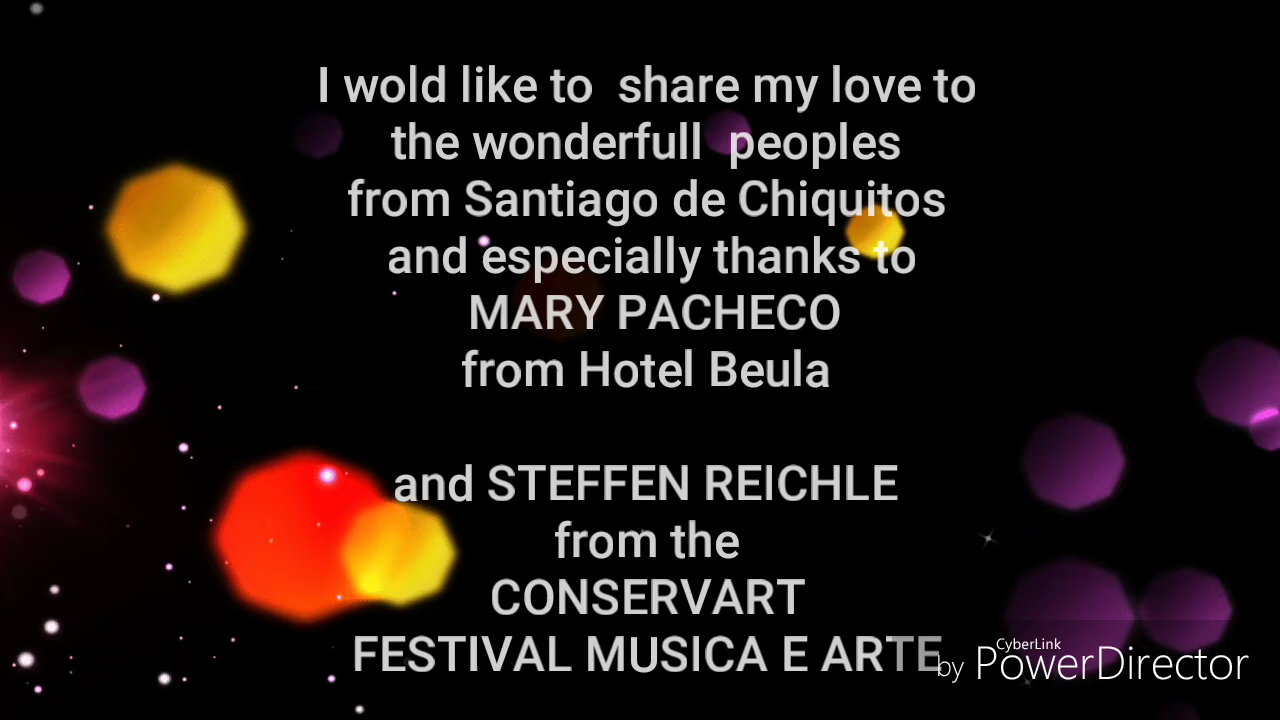 I wold like to  share my love to
the wonderfull  peoples
from Santiago de Chiquitos
and especially thanks to
MARY PACHECO
from Hotel Beula
and STEFFEN REICHLE
from the
CONSERVART
FESTIVAL MUSICA E ARTE
by CyberLink PowerDirector